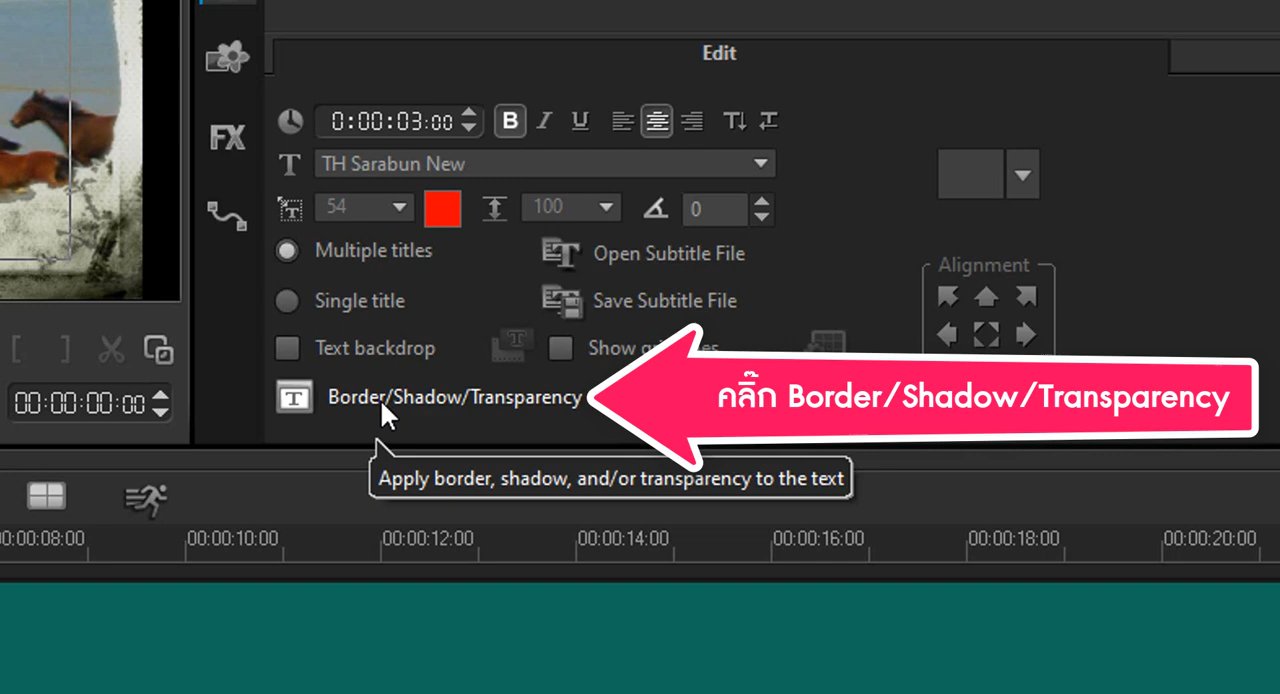 Edit
0:00:03:00
B I U
TH Sarabun New
54
100
0
Multiple titles
Open Subtitle File
Single title
Save Subtitle File
Alignment
Text backdrop
Show
Border/Shadow/Transparency
คลิ๊ก Border/Shadow/Transparency
Apply border, shadow, and/or transparency to the text
FX
00:00:00:00
0:00:08:00
00:00:10:00
00:00:12:00
00:00:14:00
00:00:16:00
00:00:18:00
00:00:20:00